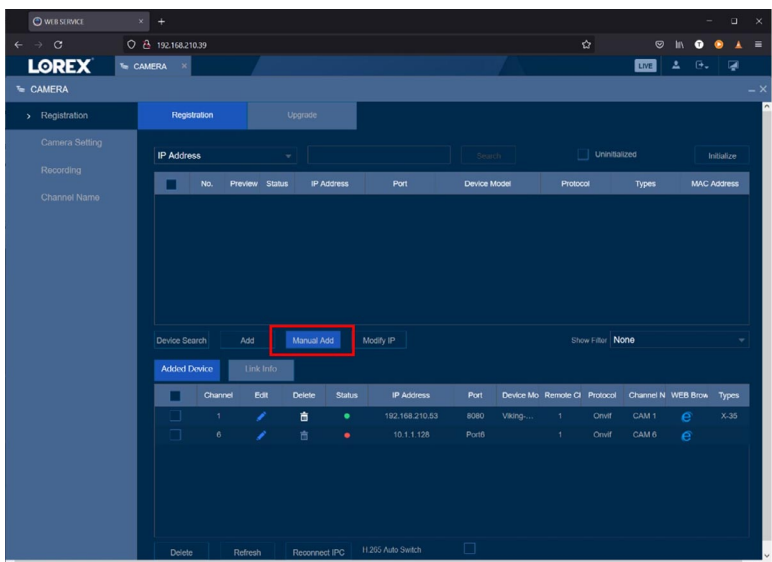 WEB SERVICE
192.168.210.39
LOREX CAMERA LIVE
CAMERA
Registration
Camera Setting
Recording
Channel Name
Registration Upgrade
IP Address Search Uninitialized Initialize
No. Preview Status IP Address Port Device Model Protocol Types MAC Address
Device Search Add Manual Add Modify IP Show Filter None
Added Device Link Info
Channel Edit Delete Status IP Address Port Device Mo Remote Cl Protocol Channel N WEB Brow Types
1 192.168.210.53 8080 Viking-... 1 Onvif CAM 1 X-35
6 10.1.1.128 Port6 1 Onvif CAM 6
Delete Refresh Reconnect IPC H.265 Auto Switch